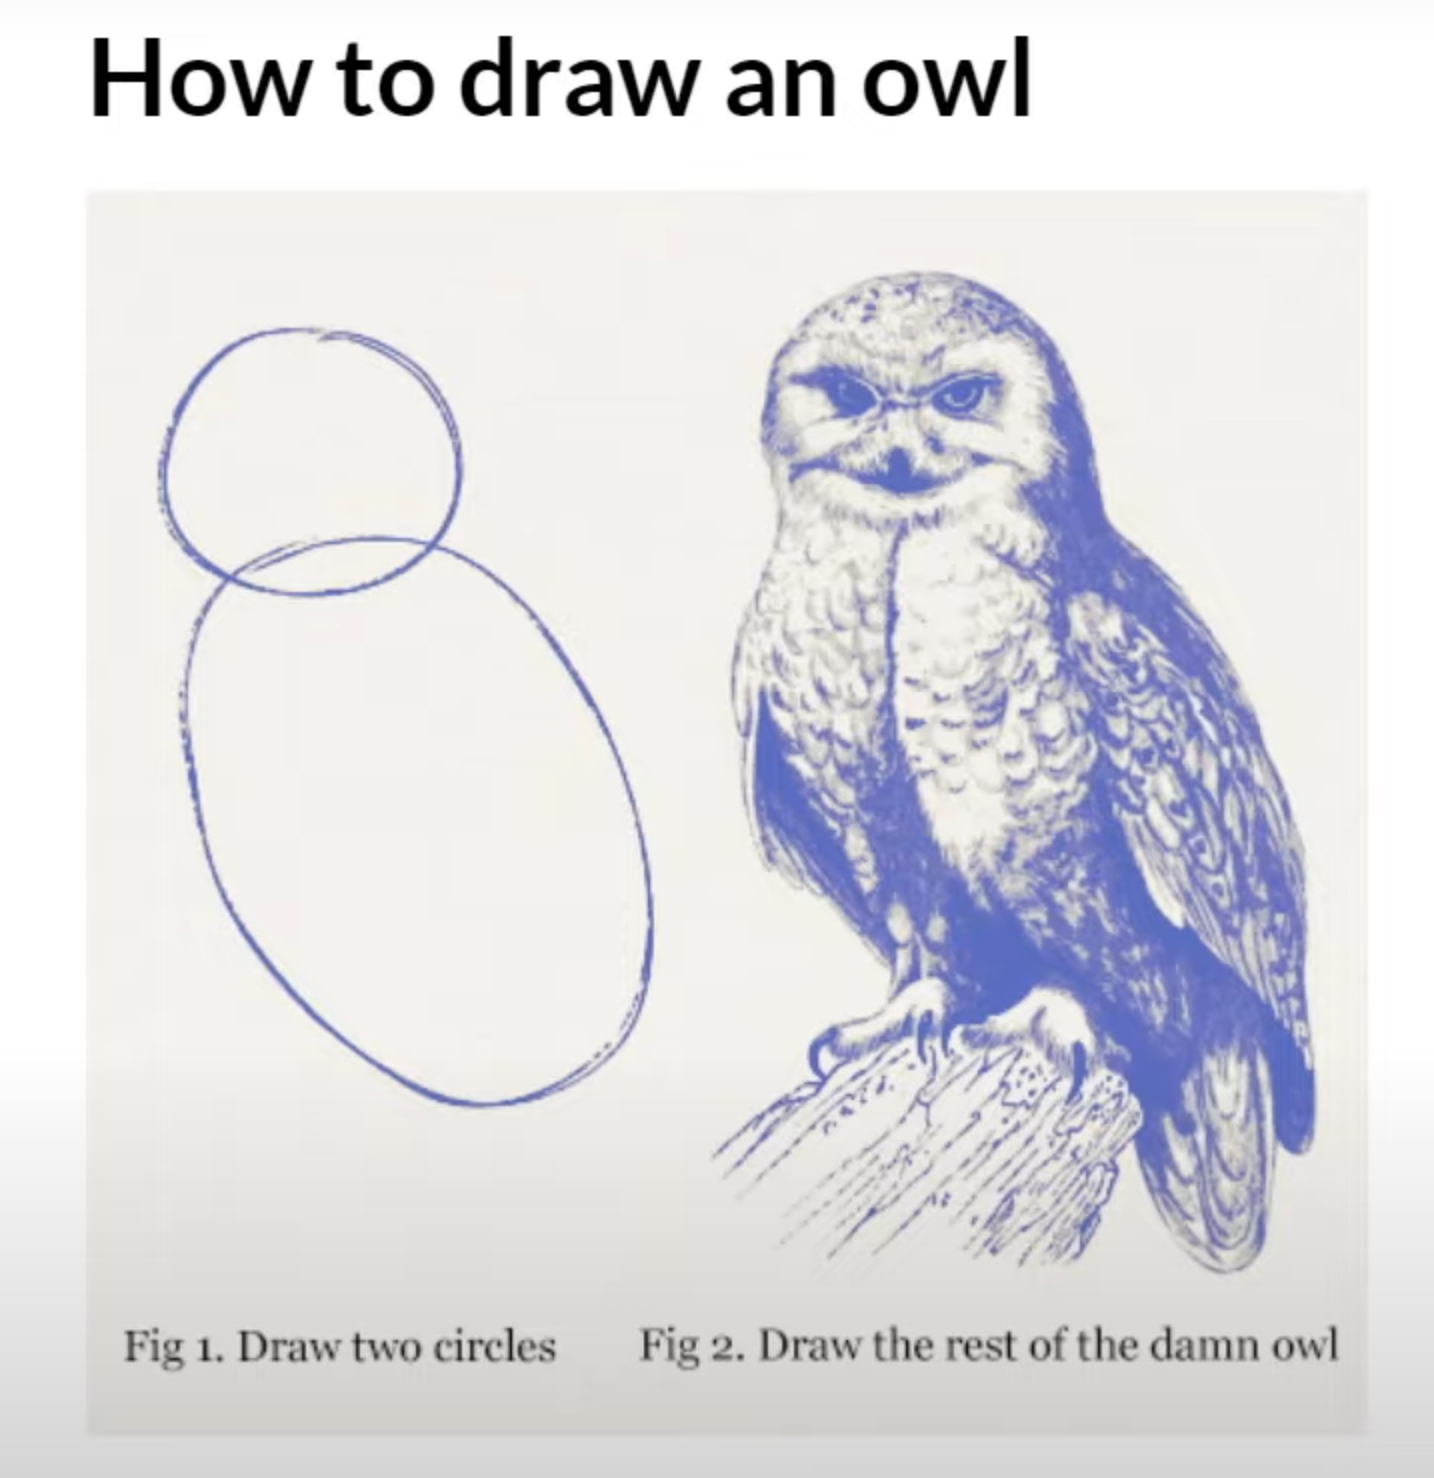 How to draw an owl
Fig 1. Draw two circles
Fig 2. Draw the rest of the damn owl